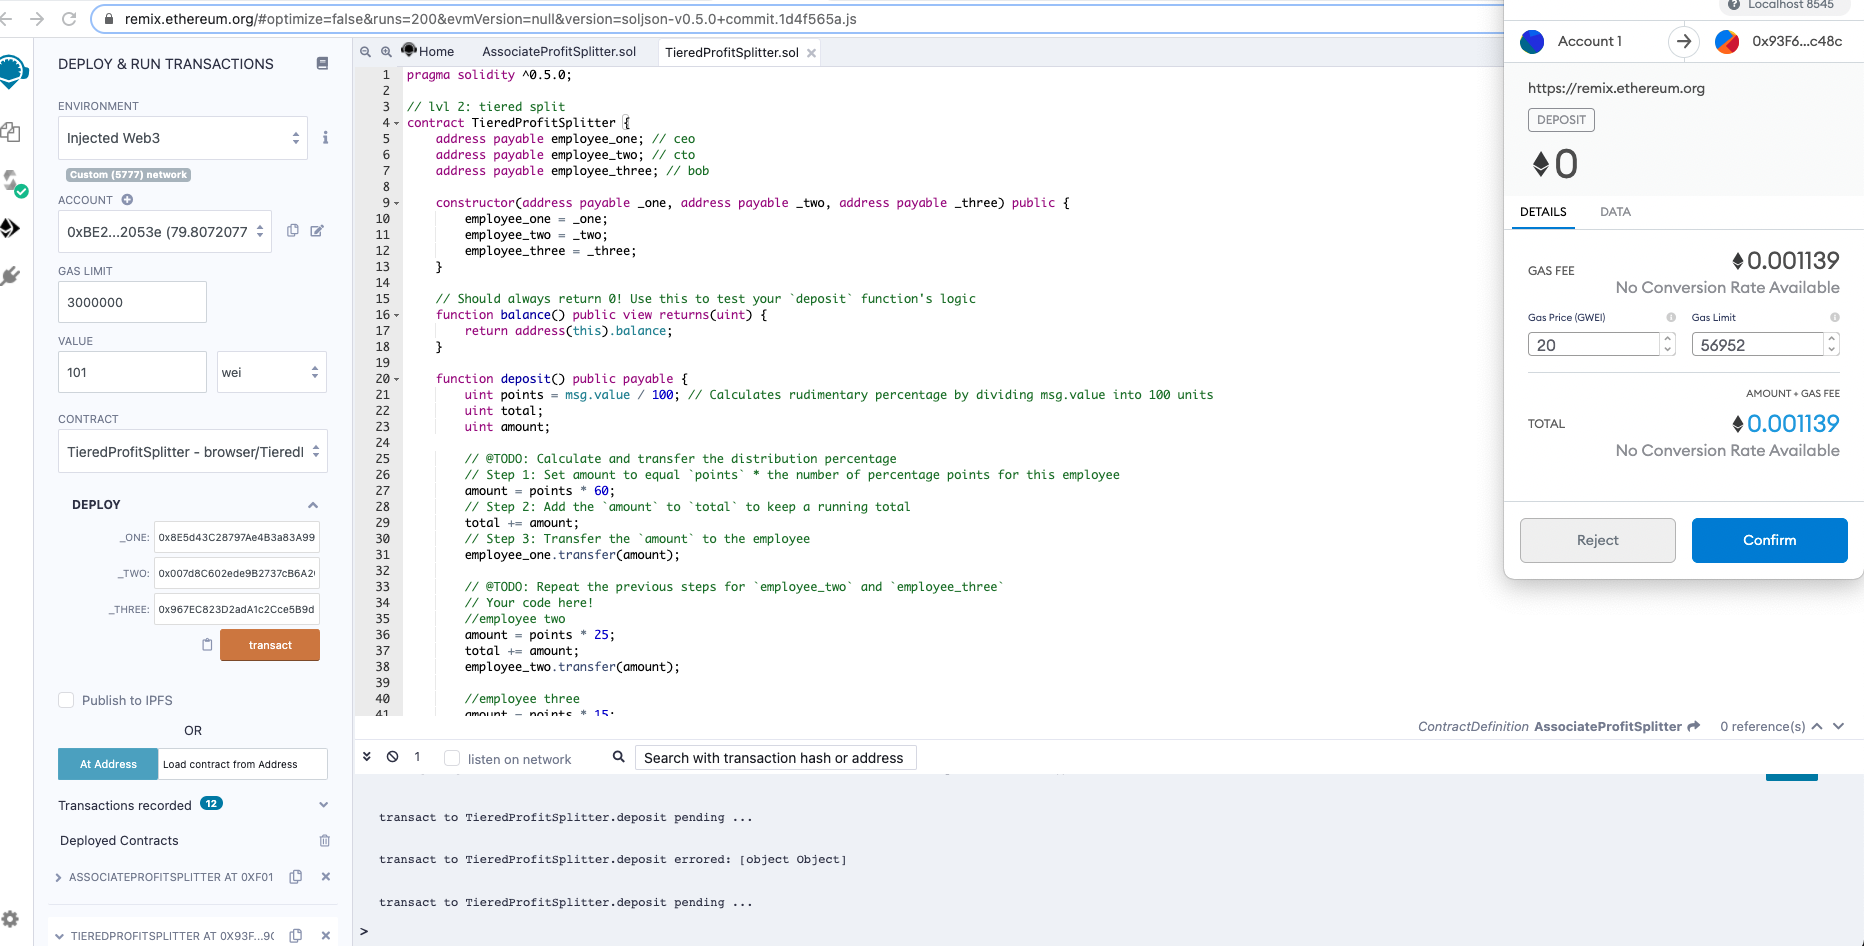 remix.ethereum.org/#optimize=false&runs=200&evmVersion=null&version=soljson-v0.5.0+commit.1d4f565a.js
DEPLOY & RUN TRANSACTIONS
ENVIRONMENT
Injected Web3
i
Custom (5777) network
ACCOUNT
0xBE2...2053e (79.8072077
GAS LIMIT
3000000
VALUE
101
wei
CONTRACT
TieredProfitSplitter - browser/Tieredl
DEPLOY
_ONE: 0x8E5d43C28797Ae4B3a83A99
_TWO: 0x007d8C602ede9B2737cB6A2
_THREE: 0x967EC823D2adA1c2Cce5B9d
transact
Publish to IPFS
OR
At Address
Load contract from Address
Transactions recorded 12
Deployed Contracts
ASSOCIATEPROFITSPLITTER AT 0XF01
TIEREDPROFITSPLITTER AT 0X93F...9C
Home
AssociateProfitSplitter.sol
TieredProfitSplitter.sol
1 pragma solidity ^0.5.0;
2
3 // lvl 2: tiered split
4 contract TieredProfitSplitter {
5 address payable employee_one; // ceo
6 address payable employee_two; // cto
7 address payable employee_three; // bob
8
9 constructor(address payable _one, address payable _two, address payable _three) public {
10 employee_one = _one;
11 employee_two = _two;
12 employee_three = _three;
13 }
14
15 // Should always return 0! Use this to test your `deposit` function's logic
16 function balance() public view returns(uint) {
17 return address(this).balance;
18 }
19
20 function deposit() public payable {
21 uint points = msg.value / 100; // Calculates rudimentary percentage by dividing msg.value into 100 units
22 uint total;
23 uint amount;
24
25 // @TODO: Calculate and transfer the distribution percentage
26 // Step 1: Set amount to equal `points` * the number of percentage points for this employee
27 amount = points * 60;
28 // Step 2: Add the `amount` to `total` to keep a running total
29 total += amount;
30 // Step 3: Transfer the `amount` to the employee
31 employee_one.transfer(amount);
32
33 // @TODO: Repeat the previous steps for `employee_two` and `employee_three`
34 // Your code here!
35 //employee two
36 amount = points * 25;
37 total += amount;
38 employee_two.transfer(amount);
39
40 //employee three
41 amount = points * 15;
ContractDefinition AssociateProfitSplitter 0 reference(s)
1
listen on network
Search with transaction hash or address
transact to TieredProfitSplitter.deposit pending ...
transact to TieredProfitSplitter.deposit errored: [object Object]
transact to TieredProfitSplitter.deposit pending ...
>
Localhost 8545
Account 1
0x93F6...c48c
https://remix.ethereum.org
DEPOSIT
0
DETAILS
DATA
GAS FEE
0.001139
No Conversion Rate Available
Gas Price (GWEI)
Gas Limit
20
56952
AMOUNT + GAS FEE
TOTAL
0.001139
No Conversion Rate Available
Reject
Confirm